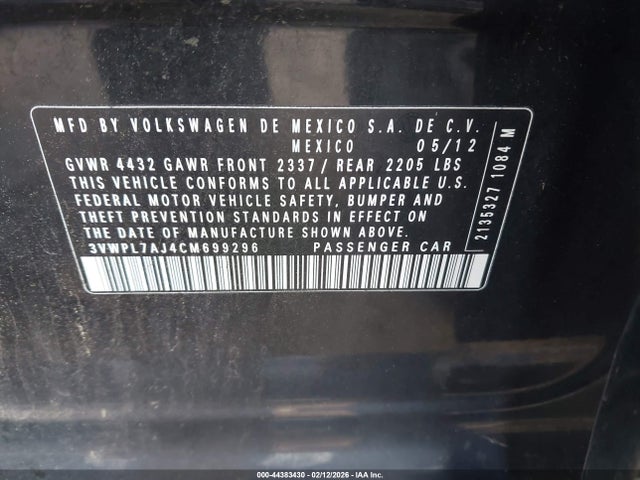 MFD BY VOLKSWAGEN DE MEXICO S.A. DE C.V.
MEXICO 05/12
GVWR 4432 GAWR FRONT 2337/ REAR 2205 LBS
THIS VEHICLE CONFORMS TO ALL APPLICABLE U.S.
FEDERAL MOTOR VEHICLE SAFETY, BUMPER AND
THEFT PREVENTION STANDARDS IN EFFECT ON
THE DATE OF MANUFACTURE SHOWN ABOVE.
3VWPL7AJ4CM699296 PASSENGER CAR
2135327 1084 M
000-44383430 - 02/12/2026 - IAA Inc.